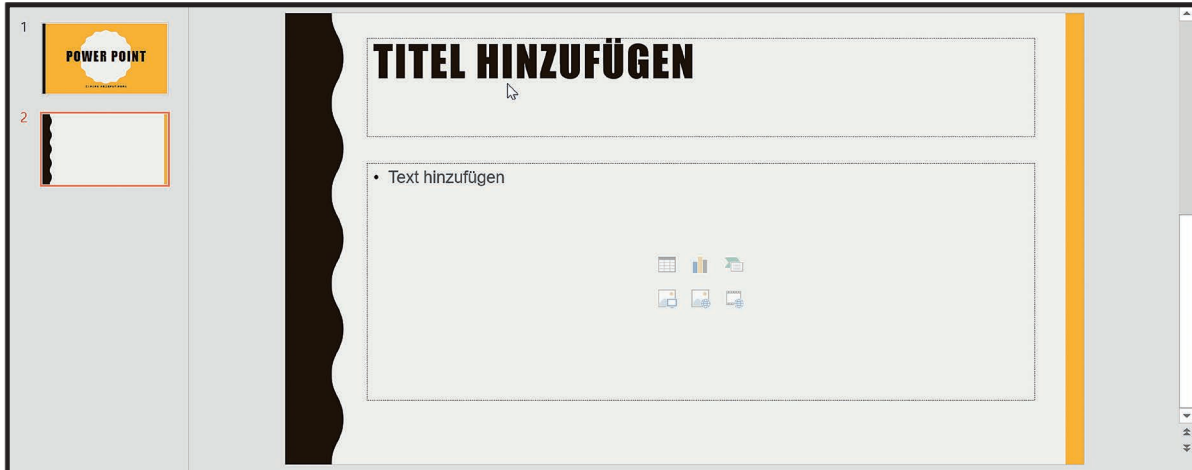 1
POWER POINT
2
TITEL HINZUFÜGEN
• Text hinzufügen